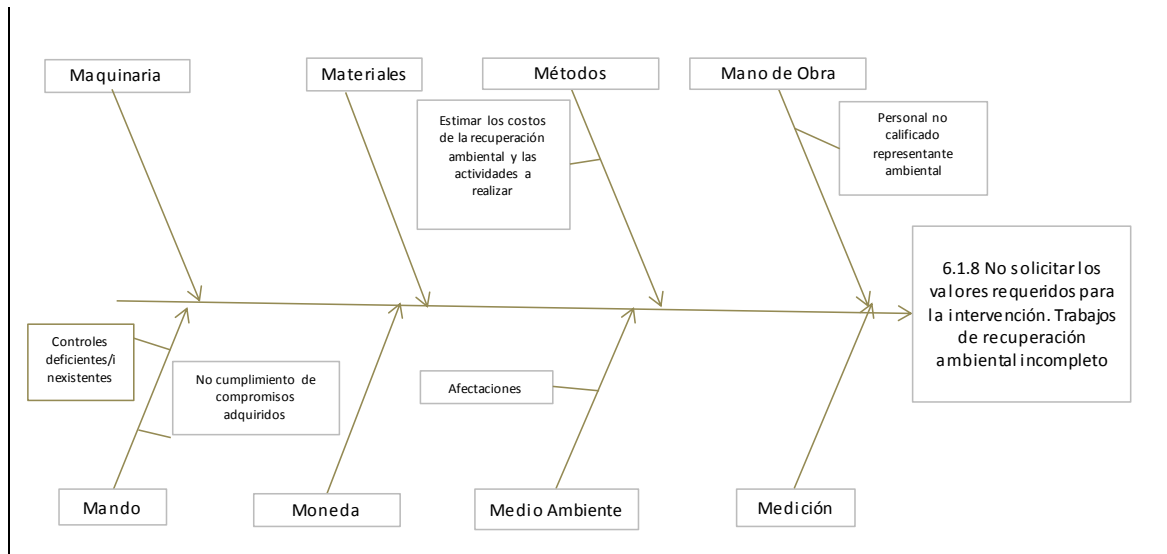 Maquinaria
Materiales
Métodos
Mano de Obra
Estimar los costos
de la recuperación
ambiental y las
actividades a
realizar
Personal no
calificado
representante
ambiental
6.1.8 No solicitar los
valores requeridos para
la intervención. Trabajos
de recuperación
ambiental incompleto
Controles
deficientes/i
nexistentes
No cumplimiento de
compromisos
adquiridos
Afectaciones
Mando
Moneda
Medio Ambiente
Medición